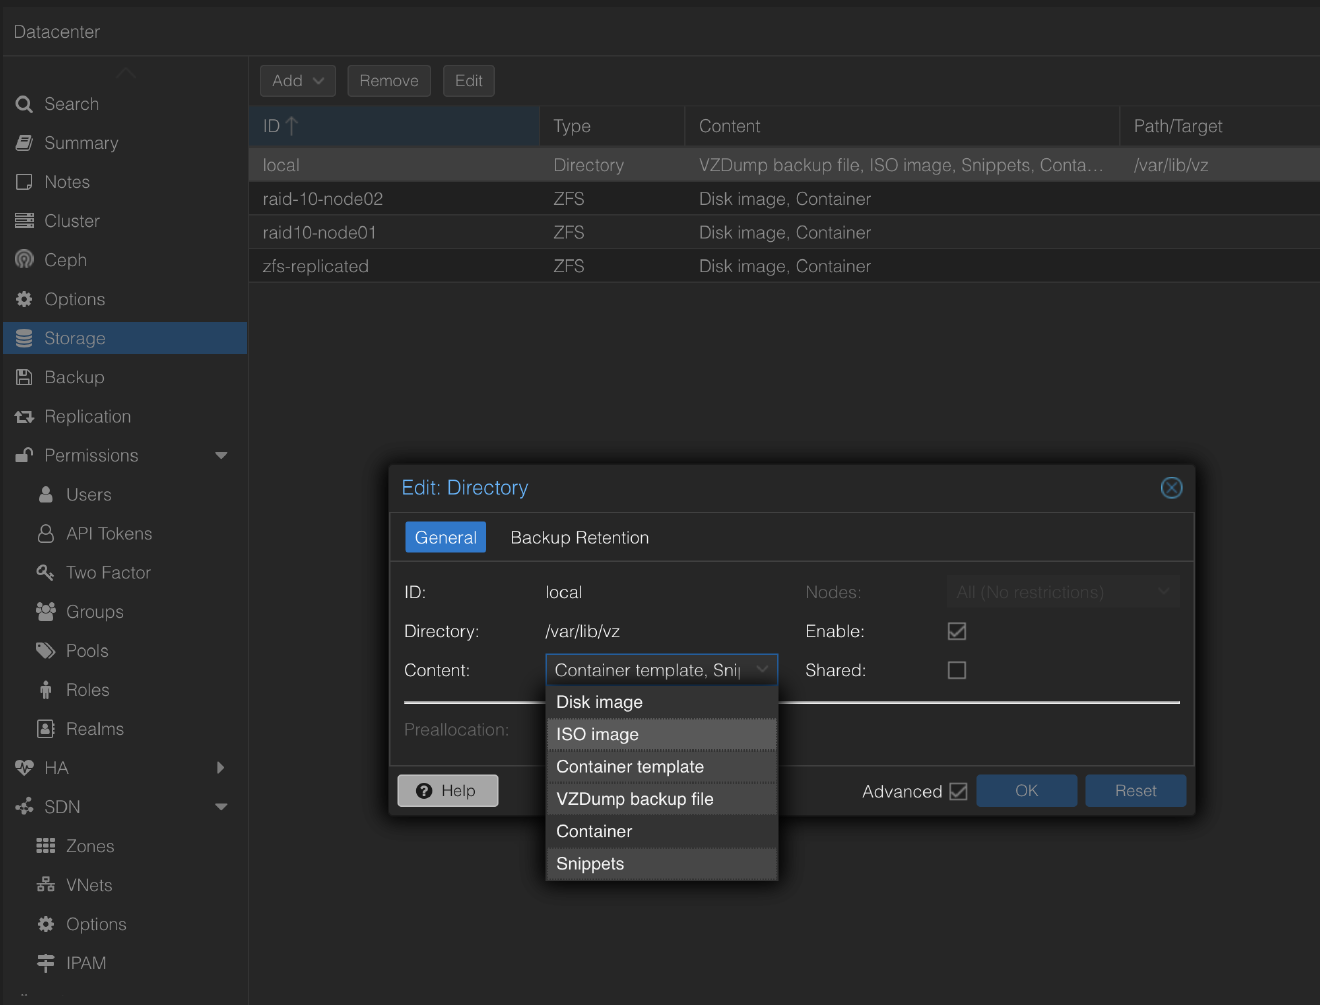 Datacenter
Search
Summary
Notes
Cluster
Ceph
Options
Storage
Backup
Replication
Permissions
Users
API Tokens
Two Factor
Groups
Pools
Roles
Realms
HA
SDN
Zones
VNets
Options
IPAM
Add Remove Edit
ID Type Content Path/Target
local Directory VZDump backup file, ISO image, Snippets, Conta... /var/lib/vz
raid-10-node02 ZFS Disk image, Container
raid10-node01 ZFS Disk image, Container
zfs-replicated ZFS Disk image, Container
Edit: Directory
General Backup Retention
ID: local Nodes: All (No restrictions)
Directory: /var/lib/vz Enable:
Content: Container template, Snip Shared:
Disk image
Preallocation:
ISO image
Container template
VZDump backup file
Container
Snippets
Help Advanced OK Reset